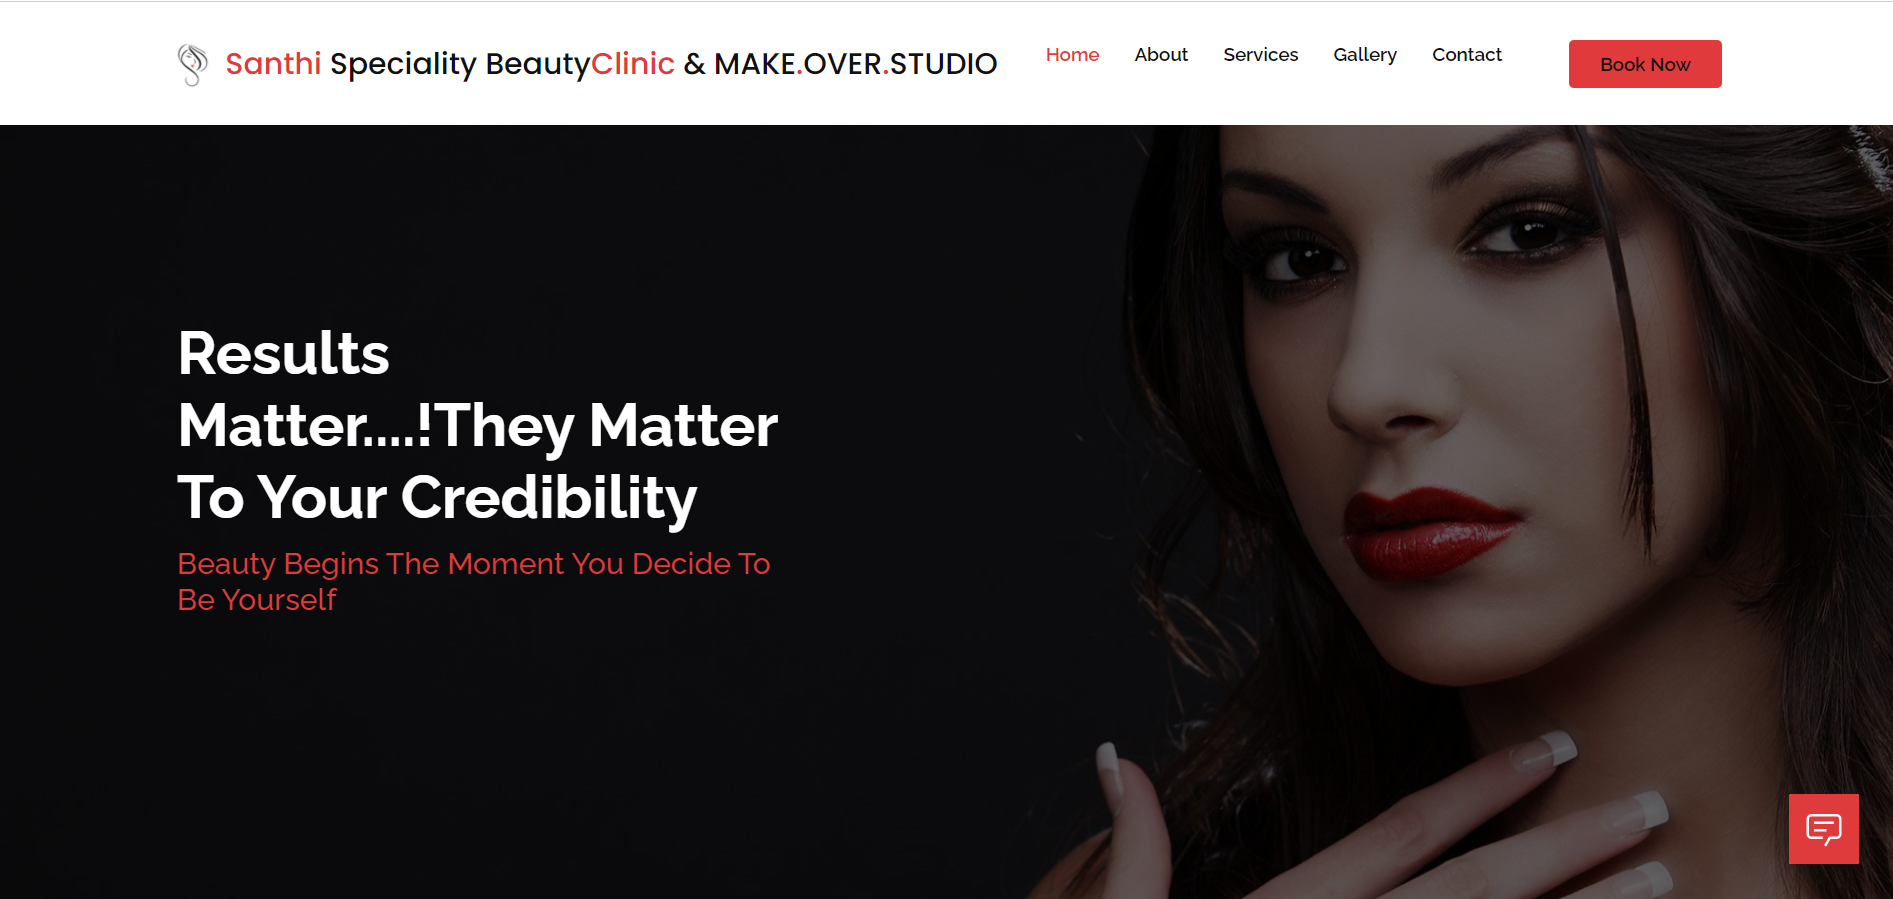 Santhi Speciality BeautyClinic & MAKE.OVER.STUDIO
Home About Services Gallery Contact
Book Now
Results
Matter....!They Matter
To Your Credibility
Beauty Begins The Moment You Decide To
Be Yourself